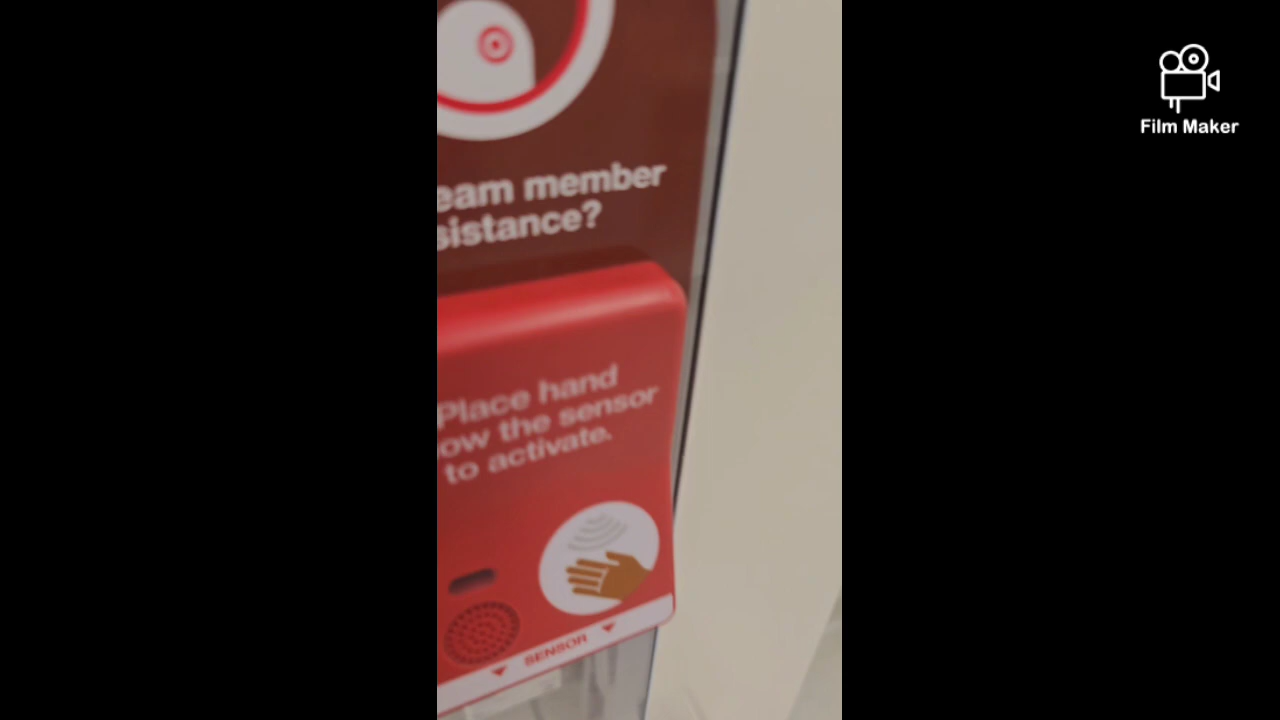 eam member
sistance?
Place hand
ow the sensor
to activate.
SENSOR
Film Maker